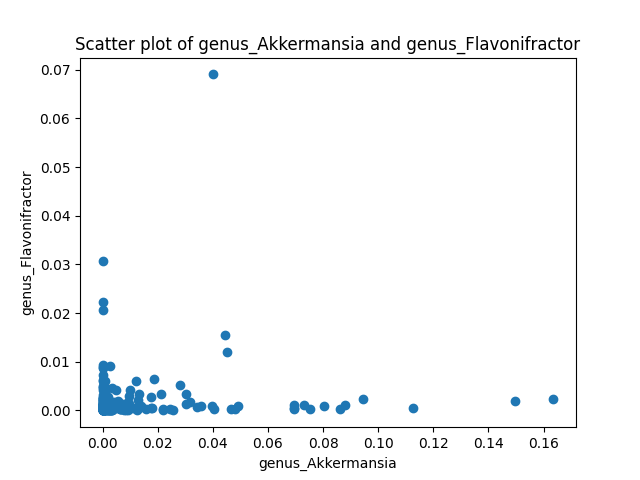 Scatter plot of genus_Akkermansia and genus_Flavonifractor
0.07
0.06
0.05
0.04
0.03
0.02
0.01
0.00
genus_Flavonifractor
0.00 0.02 0.04 0.06 0.08 0.10 0.12 0.14 0.16
genus_Akkermansia